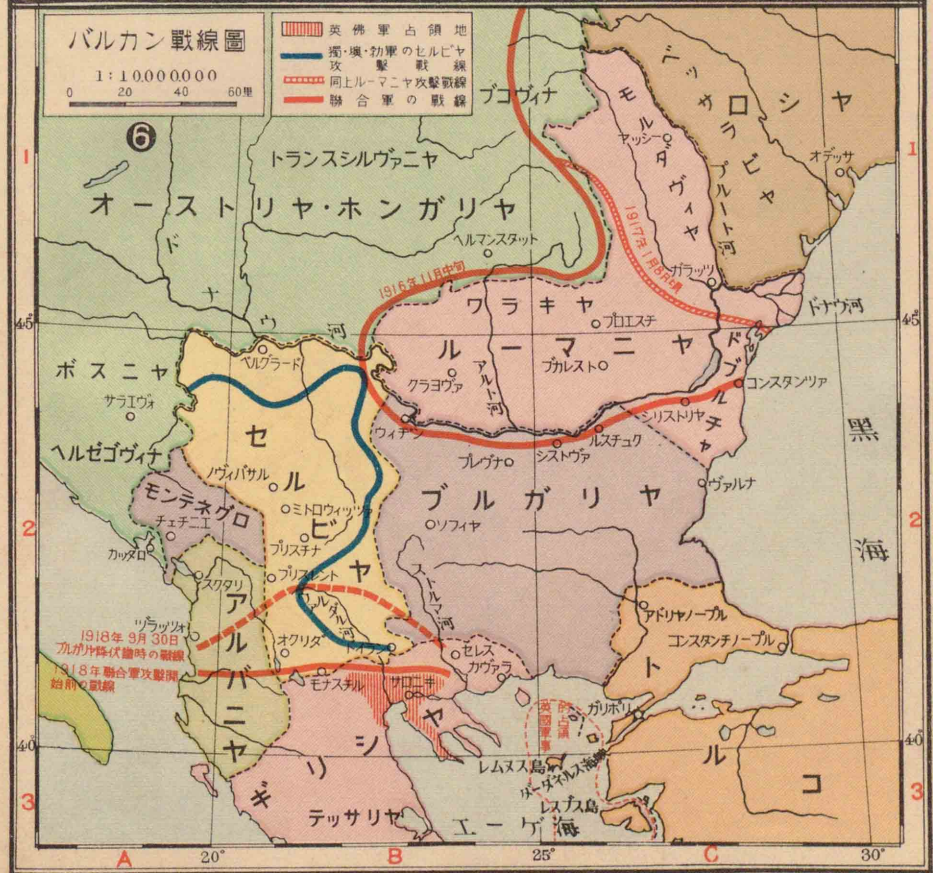 バルカン戰線圖
1:10,000,000
0 20 40 60里
英佛軍占領地
獨・墺・勃軍のセルビヤ
攻擊戰線
同上ルーマニヤ攻擊戰線
聯合軍の戰線
6
1
1
ブコヴィナ
モルダヴィヤ
ベッサラビヤ
ロシヤ
ヤッシー
オデッサ
プルート河
トランスシルヴァニヤ
オーストリヤ・ホンガリヤ
ヘルマンスタット
1916年11月中旬
ガラッツ
ドナウ河
ワラキヤ
プロエスチ
ルーマニヤ
ブカレスト
クラヨヴァ
アルト河
ドブルチャ
コンスタンツァ
シリストリヤ
ルスチュク
シストヴァ
ウィヂン
プレヴナ
45°
45°
ドナウ河
ベルグラード
ボスニヤ
サラエヴォ
ヘルゼゴヴィナ
セルビヤ
ノヴィバザル
ミトロウィッツァ
モンテネグロ
チェチニエ
カッタロ
プリスチナ
プリズレント
スクタリ
ブルガリヤ
ソフィヤ
ヴァルナ
黑海
2
2
ストルマ河
ヴァルダル河
アルバニヤ
ヅラッツォ
オクリダ
ドイラン
モナスチル
サロニキ
セレス
カヴァラ
アドリヤノープル
コンスタンチノープル
1918年9月30日
ブルガリヤ降伏當時の戰線
1918年聯合軍攻擊開
始前の戰線
ガリポリ
英國軍事
的占領
レムヌス島
ダーダネルス海峽
レスブス島
トルコ
ギリシヤ
テッサリヤ
エーゲ海
40°
40°
3
3
A
20°
B
25°
C
30°